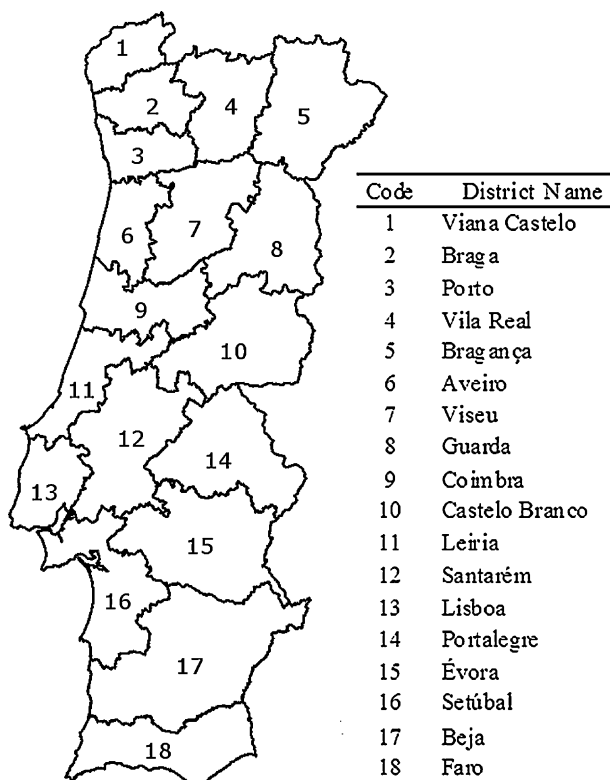 1
2
4
5
3
6
7
8
9
10
11
12
14
13
15
16
17
18
Code District Name
1 Viana Castelo
2 Braga
3 Porto
4 Vila Real
5 Bragança
6 Aveiro
7 Viseu
8 Guarda
9 Coimbra
10 Castelo Branco
11 Leiria
12 Santarém
13 Lisboa
14 Portalegre
15 Évora
16 Setúbal
17 Beja
18 Faro